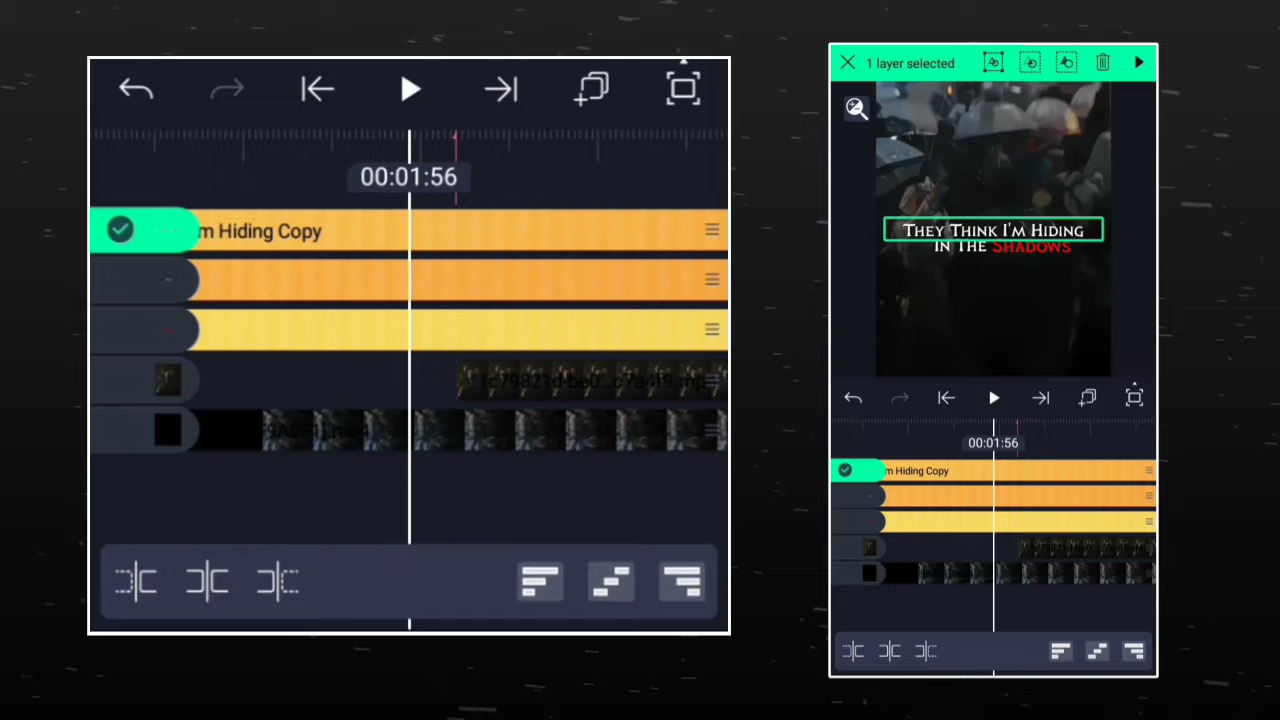 00:01:56
m Hiding Copy
1 layer selected
They Think I'm Hiding
in the Shadows
00:01:56
m Hiding Copy